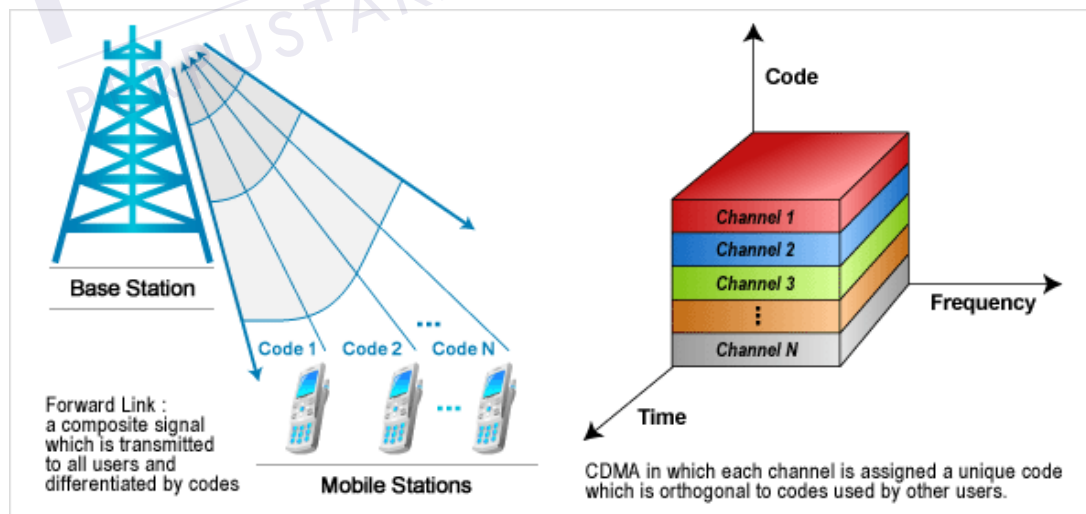 Base Station
Code 1
Code 2
...
Code N
...
Forward Link :
a composite signal
which is transmitted
to all users and
differentiated by codes
Mobile Stations
Code
Channel 1
Channel 2
Channel 3
⋮
Channel N
Frequency
Time
CDMA in which each channel is assigned a unique code
which is orthogonal to codes used by other users.